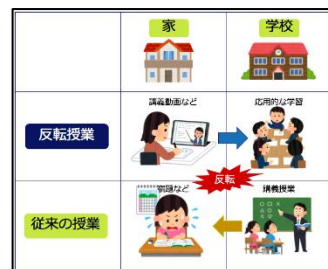 家
学校
反転授業
講義動画など
応用的な学習
反転
従来の授業
宿題など
講義授業